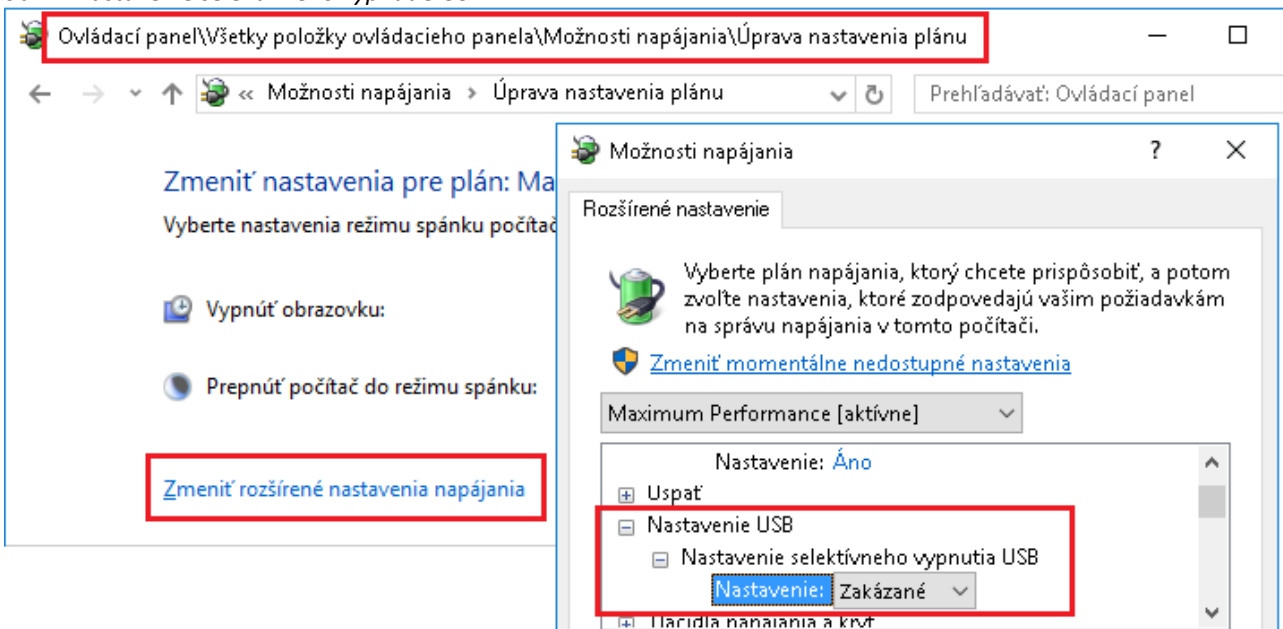 Ovládací panel\Všetky položky ovládacieho panela\Možnosti napájania\Úprava nastavenia plánu
« Možnosti napájania › Úprava nastavenia plánu
Prehľadávať: Ovládací panel
Zmeniť nastavenia pre plán: Ma
Vyberte nastavenia režimu spánku počítač
Vypnúť obrazovku:
Prepnúť počítač do režimu spánku:
Zmeniť rozšírené nastavenia napájania
Možnosti napájania
Rozšírené nastavenie
Vyberte plán napájania, ktorý chcete prispôsobiť, a potom
zvoľte nastavenia, ktoré zodpovedajú vašim požiadavkám
na správu napájania v tomto počítači.
Zmeniť momentálne nedostupné nastavenia
Maximum Performance [aktívne]
Nastavenie: Áno
Uspať
Nastavenie USB
Nastavenie selektívneho vypnutia USB
Nastavenie: Zakázané